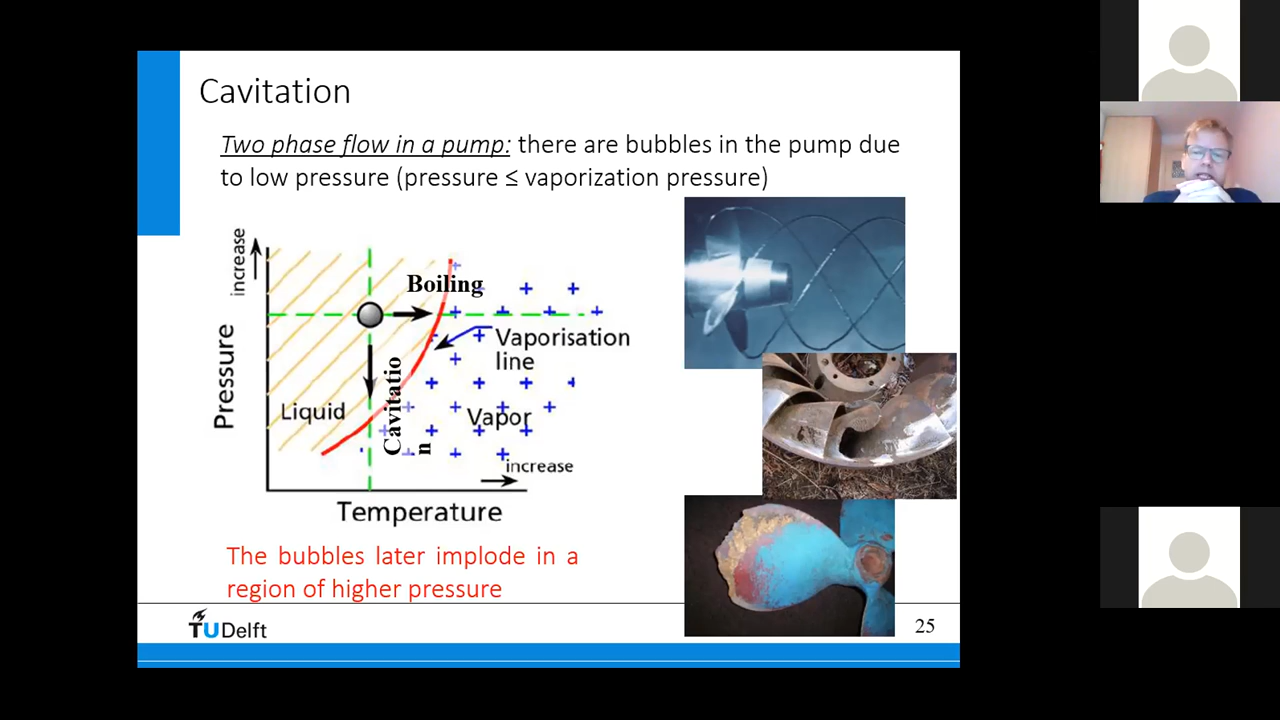 Cavitation
Two phase flow in a pump: there are bubbles in the pump due
to low pressure (pressure ≤ vaporization pressure)
increase
Pressure
Boiling
Vaporisation
line
Cavitatio
n
Liquid
Vapor
increase
Temperature
The bubbles later implode in a
region of higher pressure
TUDelft
25